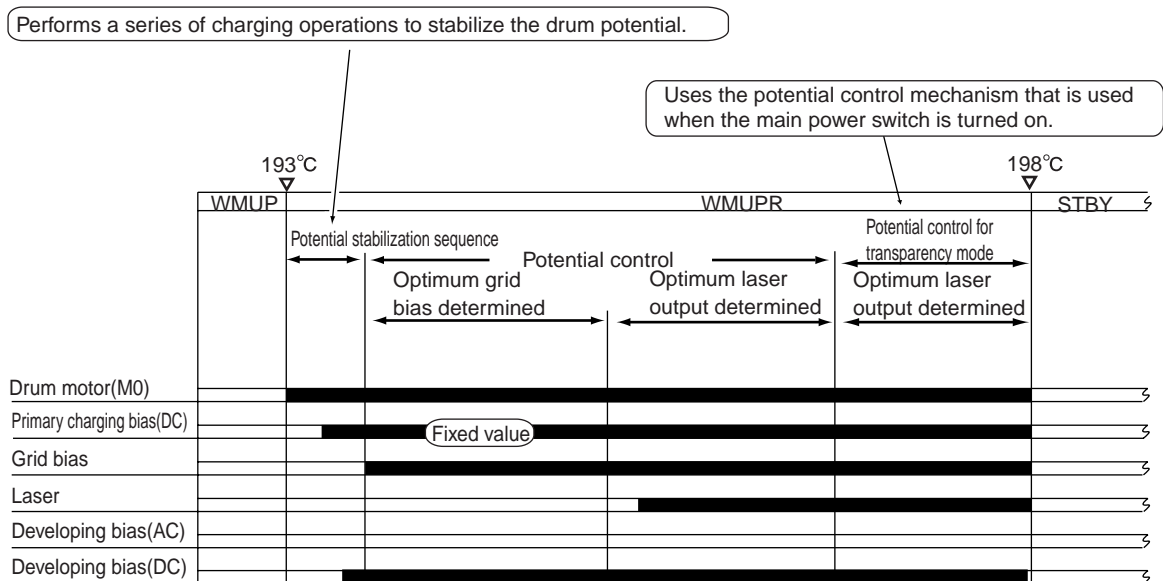 Performs a series of charging operations to stabilize the drum potential.
Uses the potential control mechanism that is used
when the main power switch is turned on.
193°C
198°C
WMUP
WMUPR
STBY
Potential stabilization sequence
Potential control
Potential control for
transparency mode
Optimum grid
bias determined
Optimum laser
output determined
Optimum laser
output determined
Drum motor(M0)
Primary charging bias(DC)
Fixed value
Grid bias
Laser
Developing bias(AC)
Developing bias(DC)